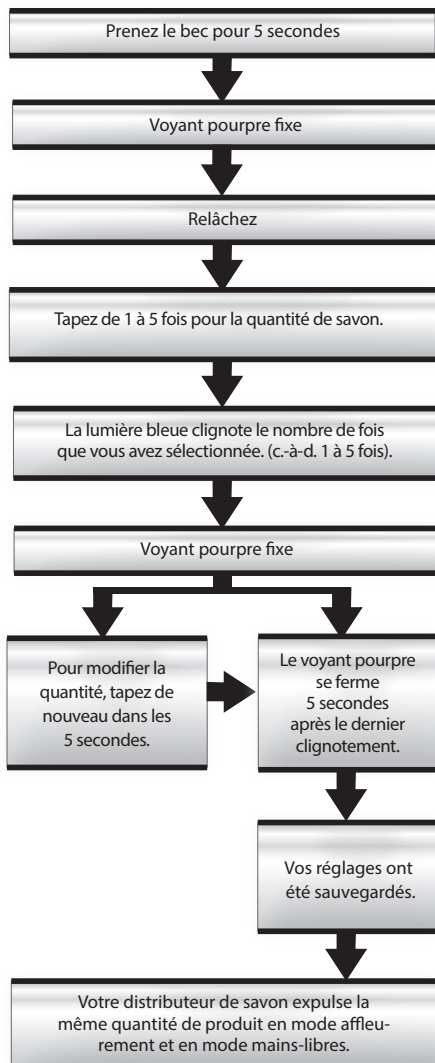 Prenez le bec pour 5 secondes
Voyant pourpre fixe
Relâchez
Tapez de 1 à 5 fois pour la quantité de savon.
La lumière bleue clignote le nombre de fois
que vous avez sélectionnée. (c.-à-d. 1 à 5 fois).
Voyant pourpre fixe
Pour modifier la
quantité, tapez de
nouveau dans les
5 secondes.
Le voyant pourpre
se ferme
5 secondes
après le dernier
clignotement.
Vos réglages ont
été sauvegardés.
Votre distributeur de savon expulse la
même quantité de produit en mode affleu-
rement et en mode mains-libres.